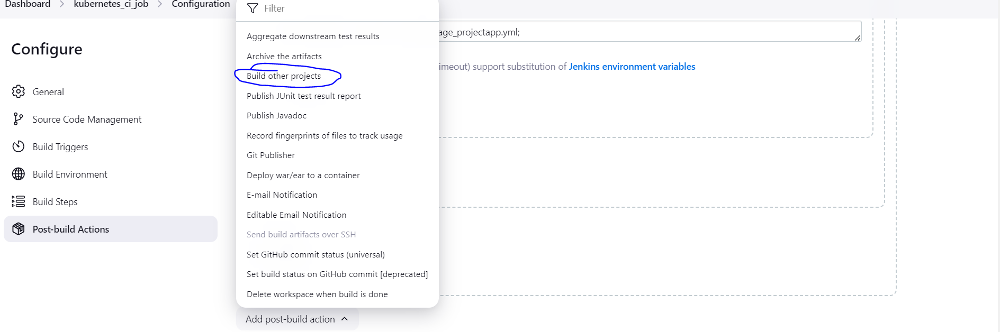 Dashboard > kubernetes_ci_job > Configuration
Filter
Configure
General
Source Code Management
Build Triggers
Build Environment
Build Steps
Post-build Actions
Aggregate downstream test results
Archive the artifacts
Build other projects
Publish JUnit test result report
Publish Javadoc
Record fingerprints of files to track usage
Git Publisher
Deploy war/ear to a container
E-mail Notification
Editable Email Notification
Send build artifacts over SSH
Set GitHub commit status (universal)
Set build status on GitHub commit [deprecated]
Delete workspace when build is done
Add post-build action
age_projectapp.yml;
imeout) support substitution of Jenkins environment variables